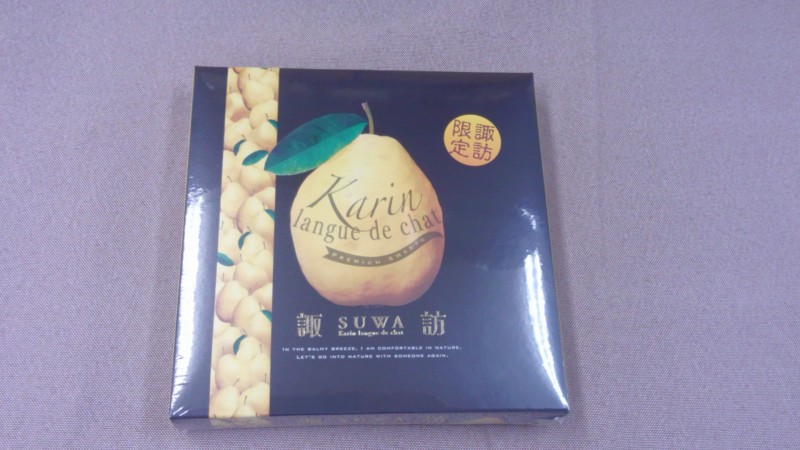 諏訪
限定
Karin
langue de chat
PREMIUM SWEETS
諏 SUWA 訪
Karin langue de chat
IN THE BALMY BREEZE, I AM COMFORTABLE IN NATURE.
LET'S GO INTO NATURE WITH SOMEONE AGAIN.